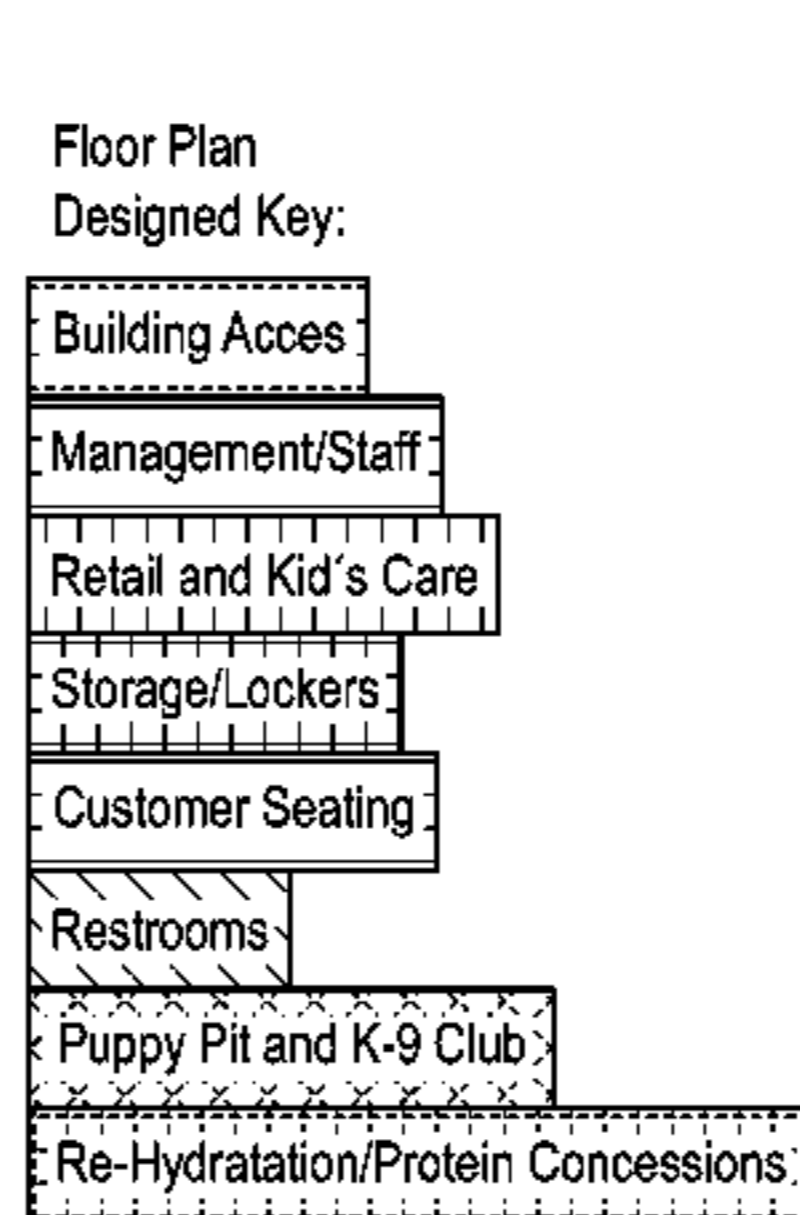 Floor Plan
Designed Key:
Building Acces
Management/Staff
Retail and Kid´s Care
Storage/Lockers
Customer Seating
Restrooms
Puppy Pit and K-9 Club
Re-Hydratation/Protein Concessions